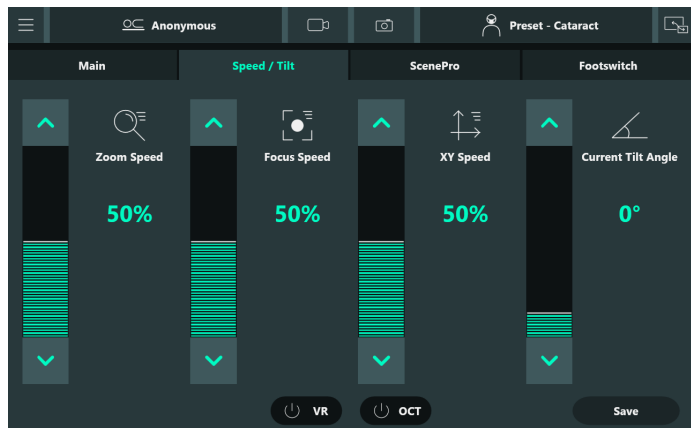 Anonymous
Preset - Cataract
Main
Speed / Tilt
ScenePro
Footswitch
Zoom Speed
Focus Speed
XY Speed
Current Tilt Angle
50%
50%
50%
0°
VR
OCT
Save